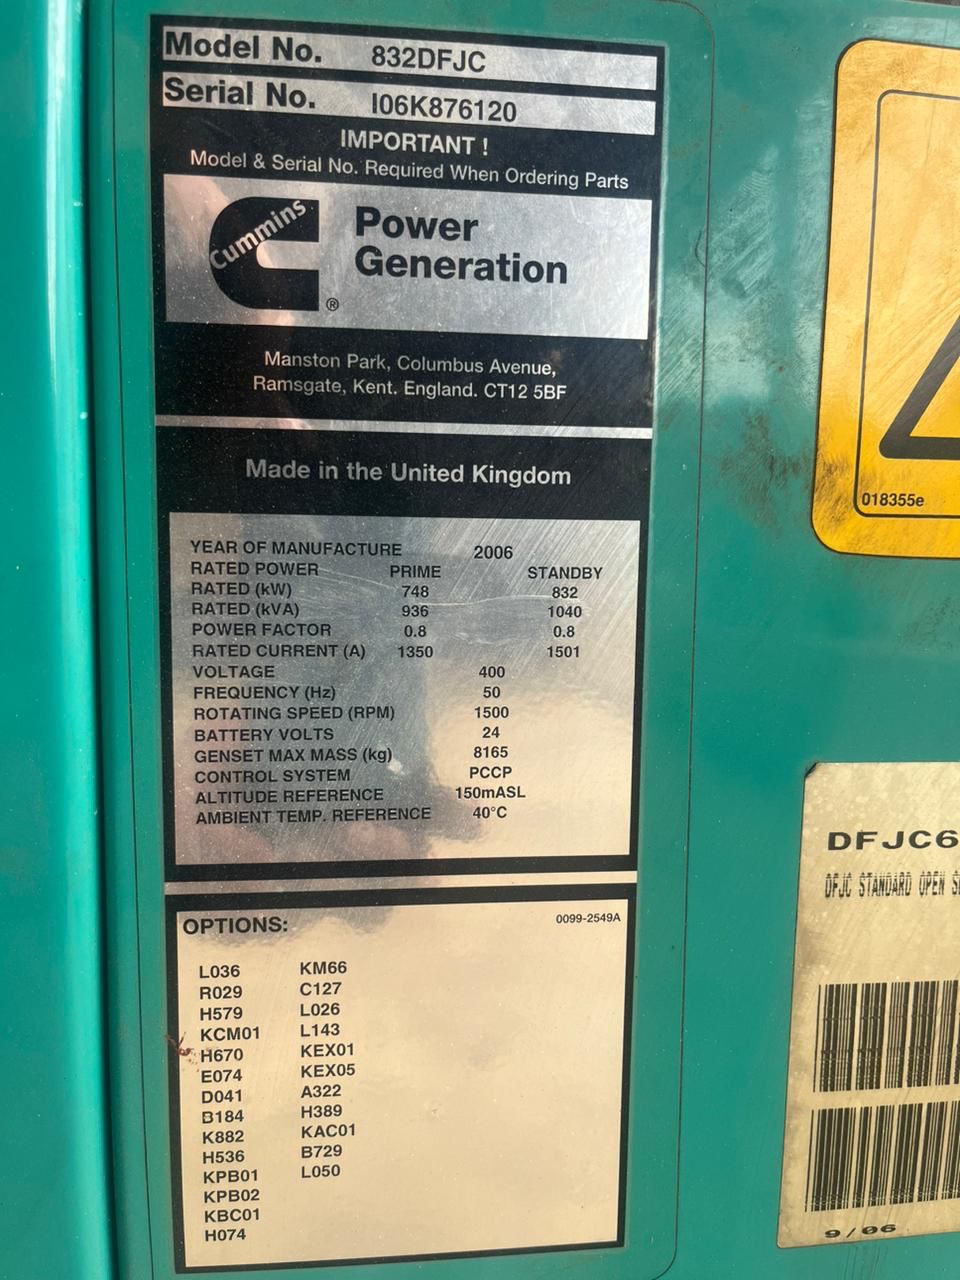 Model No. 832DFJC
Serial No. I06K876120
IMPORTANT !
Model & Serial No. Required When Ordering Parts
Cummins
Power
Generation
®
Manston Park, Columbus Avenue,
Ramsgate, Kent. England. CT12 5BF
Made in the United Kingdom
YEAR OF MANUFACTURE 2006
RATED POWER PRIME STANDBY
RATED (kW) 748 832
RATED (kVA) 936 1040
POWER FACTOR 0.8 0.8
RATED CURRENT (A) 1350 1501
VOLTAGE 400
FREQUENCY (Hz) 50
ROTATING SPEED (RPM) 1500
BATTERY VOLTS 24
GENSET MAX MASS (kg) 8165
CONTROL SYSTEM PCCP
ALTITUDE REFERENCE 150mASL
AMBIENT TEMP. REFERENCE 40°C
OPTIONS: 0099-2549A
L036 KM66
R029 C127
H579 L026
KCM01 L143
H670 KEX01
E074 KEX05
D041 A322
B184 H389
K882 KAC01
H536 B729
KPB01 L050
KPB02
KBC01
H074
018355e
DFJC6
DFJC STANDARD OPEN
9/06